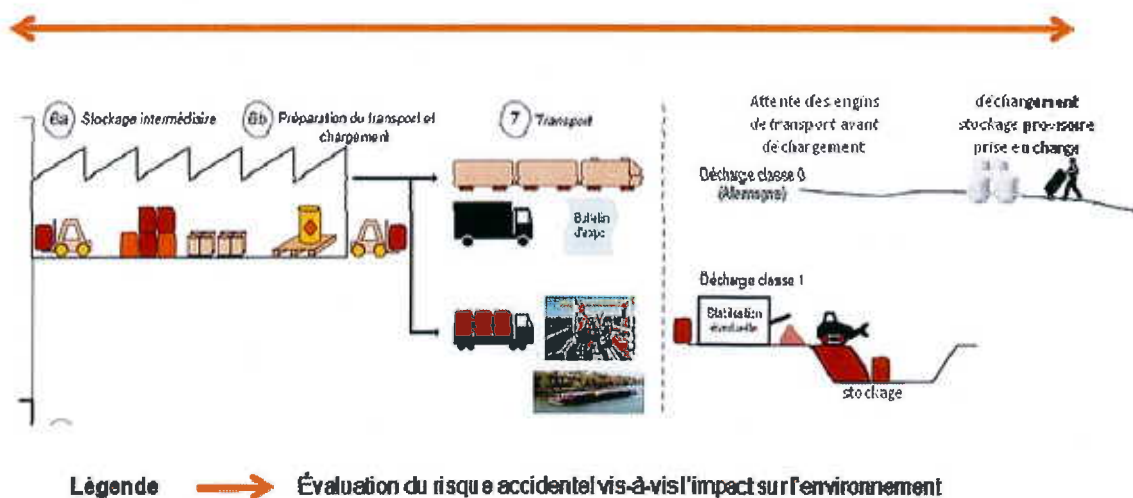 6a Stockage intermédiaire
6b Préparation du transport et
chargement
7 Transport
Bulletin
d'expo
Attente des engins
de transport avant
déchargement
déchargement
stockage provisoire
prise en charge
Décharge classe 0
(Allemagne)
Décharge classe 1
Stabilisation
éventuelle
stockage
Légende
Évaluation du risque accidentel vis-à-vis l'impact sur l'environnement